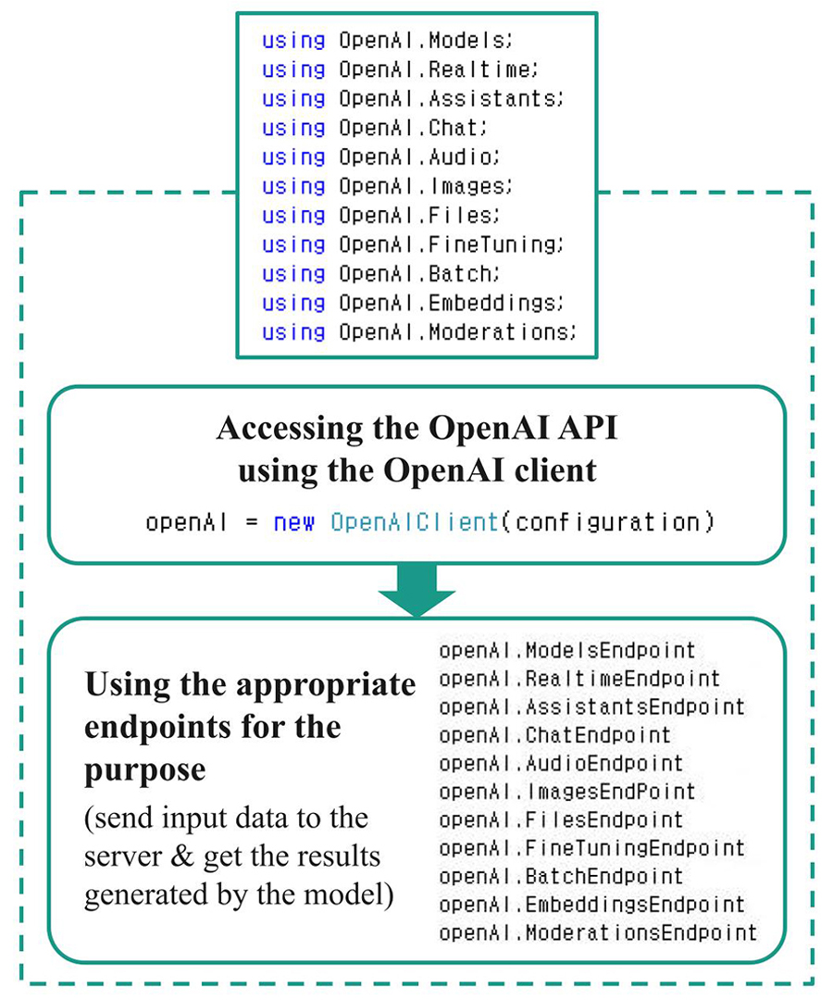 using OpenAI.Models;
using OpenAI.Realtime;
using OpenAI.Assistants;
using OpenAI.Chat;
using OpenAI.Audio;
using OpenAI.Images;
using OpenAI.Files;
using OpenAI.FineTuning;
using OpenAI.Batch;
using OpenAI.Embeddings;
using OpenAI.Moderations;
Accessing the OpenAI API
using the OpenAI client
openAI = new OpenAIClient(configuration)
Using the appropriate
endpoints for the
purpose
(send input data to the
server & get the results
generated by the model)
openAI.ModelsEndpoint
openAI.RealtimeEndpoint
openAI.AssistantsEndpoint
openAI.ChatEndpoint
openAI.AudioEndpoint
openAI.ImagesEndPoint
openAI.FilesEndpoint
openAI.FineTuningEndpoint
openAI.BatchEndpoint
openAI.EmbeddingsEndpoint
openAI.ModerationsEndpoint